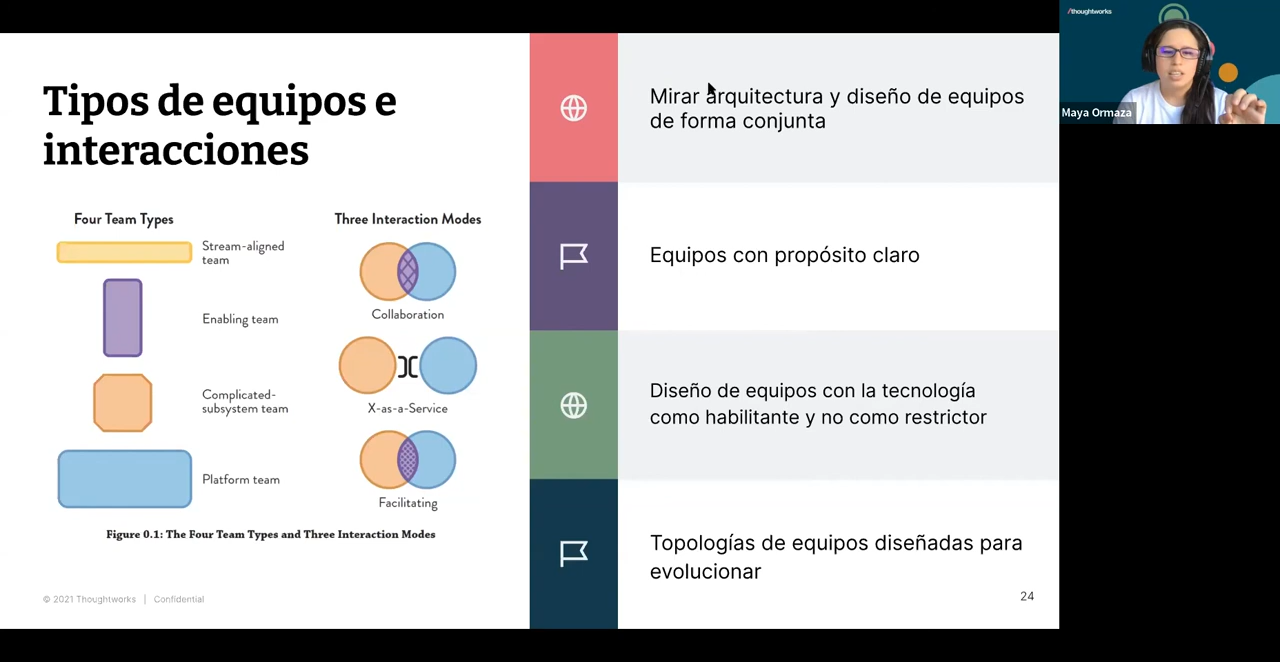 Tipos de equipos e
interacciones
Four Team Types
Stream-aligned
team
Enabling team
Complicated-
subsystem team
Platform team
Three Interaction Modes
Collaboration
X-as-a-Service
Facilitating
Figure 0.1: The Four Team Types and Three Interaction Modes
© 2021 Thoughtworks | Confidential
Mirar arquitectura y diseño de equipos
de forma conjunta
Equipos con propósito claro
Diseño de equipos con la tecnología
como habilitante y no como restrictor
Topologías de equipos diseñadas para
evolucionar
24
/thoughtworks
Maya Ormaza